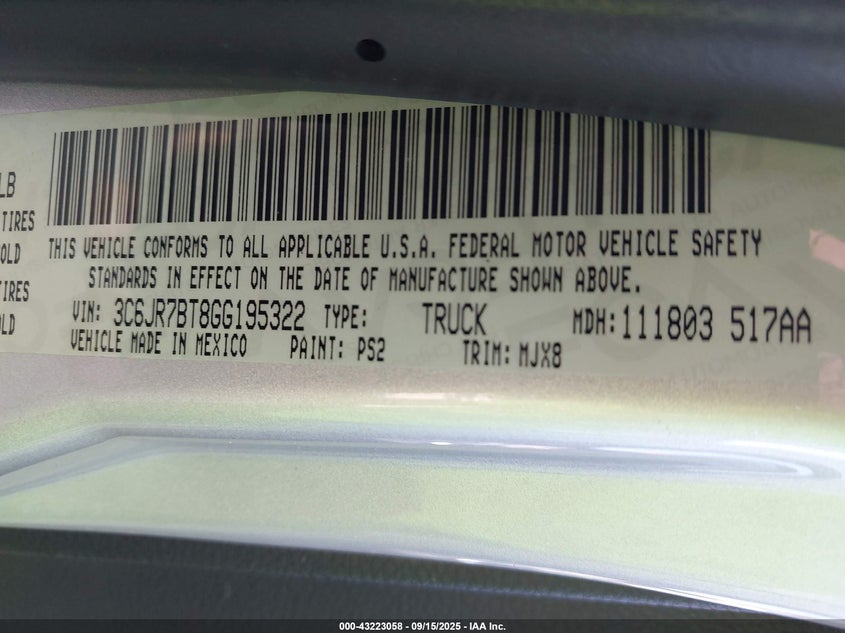 LB
TIRES
OLD
TIRES
OLD
THIS VEHICLE CONFORMS TO ALL APPLICABLE U.S.A. FEDERAL MOTOR VEHICLE SAFETY
STANDARDS IN EFFECT ON THE DATE OF MANUFACTURE SHOWN ABOVE.
VIN: 3C6JR7BT8GG195322 TYPE: TRUCK MDH:111803 517AA
VEHICLE MADE IN MEXICO PAINT: PS2 TRIM: MJX8
000-43223058 - 09/15/2025 - IAA Inc.